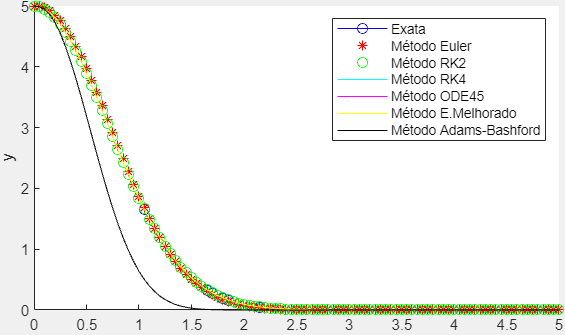 5
4
3
2
1
0
y
0 0.5 1 1.5 2 2.5 3 3.5 4 4.5 5
Exata
Método Euler
Método RK2
Método RK4
Método ODE45
Método E.Melhorado
Método Adams-Bashford